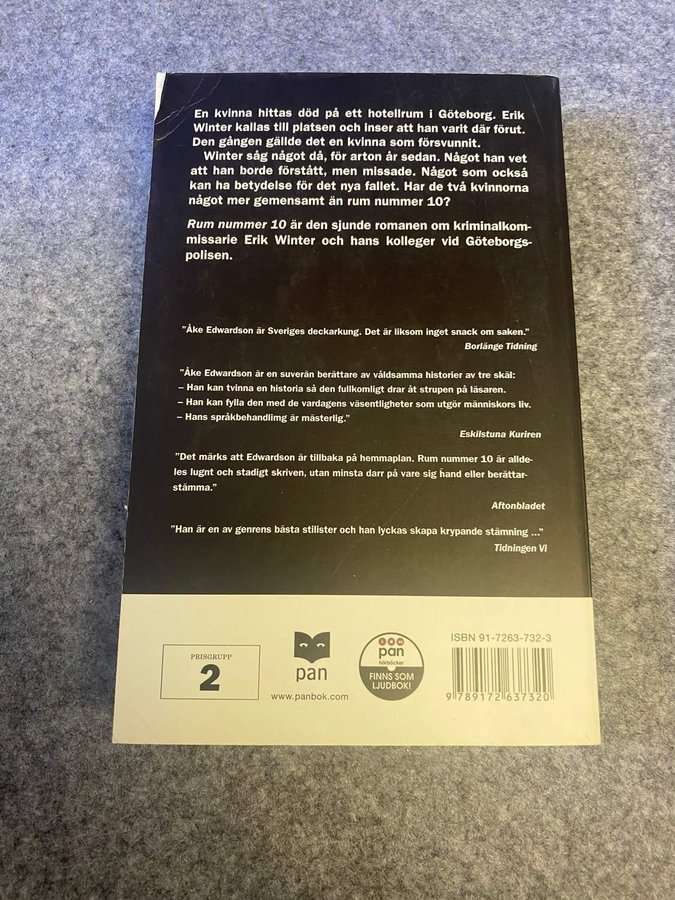 En kvinna hittas död på ett hotellrum i Göteborg. Erik
Winter kallas till platsen och inser att han varit där förut.
Den gången gällde det en kvinna som försvunnit.
Winter såg något då, för arton år sedan. Något han vet
att han borde förstått, men missade. Något som också
kan ha betydelse för det nya fallet. Har de två kvinnorna
något mer gemensamt än rum nummer 10?
Rum nummer 10 är den sjunde romanen om kriminalkom-
missarie Erik Winter och hans kolleger vid Göteborgs-
polisen.
”Åke Edwardson är Sveriges deckarkung. Det är liksom inget snack om saken.”
Borlänge Tidning
”Åke Edwardson är en suverän berättare av våldsamma historier av tre skäl:
– Han kan tvinna en historia så den fullkomligt drar åt strupen på läsaren.
– Han kan fylla den med de vardagens väsentligheter som utgör människors liv.
– Hans språkbehandlimg är mästerlig.”
Eskilstuna Kuriren
”Det märks att Edwardson är tillbaka på hemmaplan. Rum nummer 10 är allde-
les lugnt och stadigt skriven, utan minsta darr på vare sig hand eller berättar-
stämma.”
Aftonbladet
”Han är en av genrens bästa stilister och han lyckas skapa krypande stämning ...”
Tidningen Vi
PRISGRUPP
2
pan
www.panbok.com
pan
hörböcker
FINNS SOM
LJUDBOK!
ISBN 91-7263-732-3
9 789172 637320